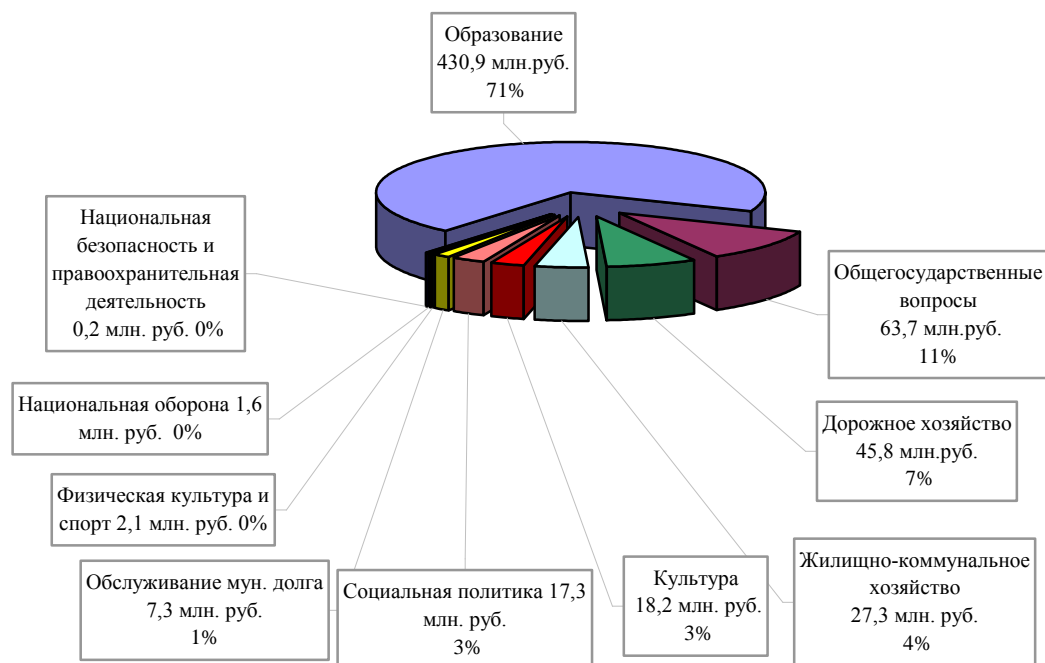 Образование
430,9 млн.руб.
71%
Национальная
безопасность и
правоохранительная
деятельность
0,2 млн. руб. 0%
Общегосударственные
вопросы
63,7 млн.руб.
11%
Национальная оборона 1,6
млн. руб.  0%
Дорожное хозяйство
45,8 млн.руб.
7%
Физическая культура и
спорт 2,1 млн. руб. 0%
Обслуживание мун. долга
7,3 млн. руб.
1%
Социальная политика 17,3
млн. руб.
3%
Культура
18,2 млн. руб.
3%
Жилищно-коммунальное
хозяйство
27,3 млн. руб.
4%